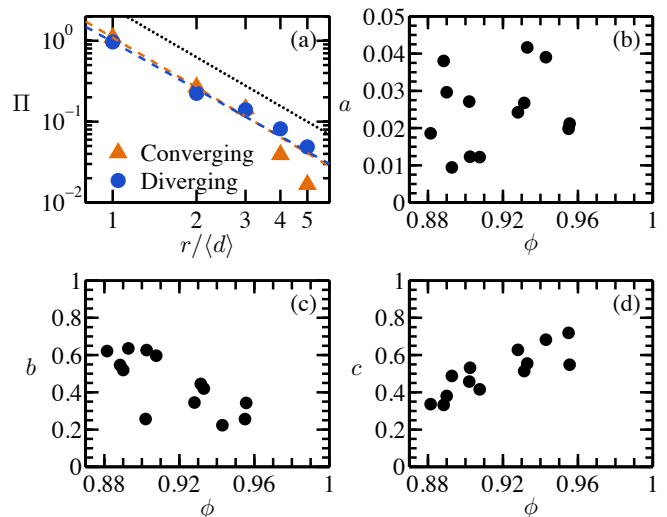 10⁰
(a)
Π
10⁻¹
Converging
Diverging
10⁻²
1
2
3
4
5
r/⟨d⟩
0.05
(b)
0.04
a
0.03
0.02
0.01
0.00
0.88
0.92
0.96
1
ϕ
1
(c)
0.8
0.6
b
0.4
0.2
0
0.88
0.92
0.96
1
ϕ
1
(d)
0.8
0.6
c
0.4
0.2
0
0.88
0.92
0.96
1
ϕ